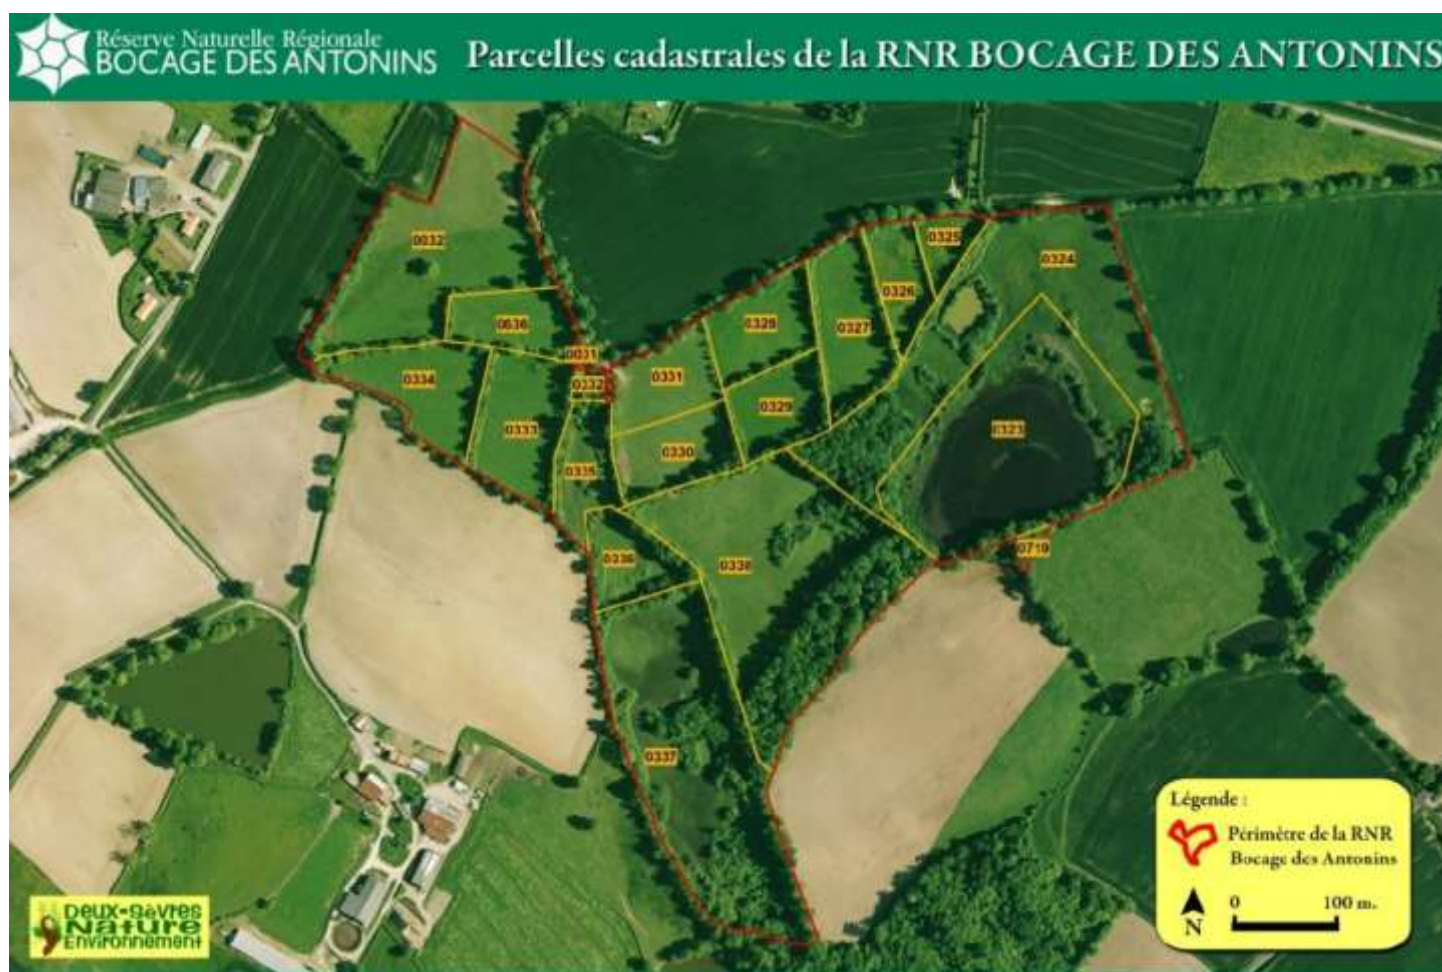 Réserve Naturelle Régionale
BOCAGE DES ANTONINS
Parcelles cadastrales de la RNR BOCAGE DES ANTONINS
0032
0325
0324
0326
0636
0328
0327
0031
0331
0334
0332
0329
0333
0323
0330
0335
0719
0336
0338
0337
Légende :
Périmètre de la RNR
Bocage des Antonins
0 100 m.
N
DEUX-SèVRES
NaTURE
ENVIRONNEMENT